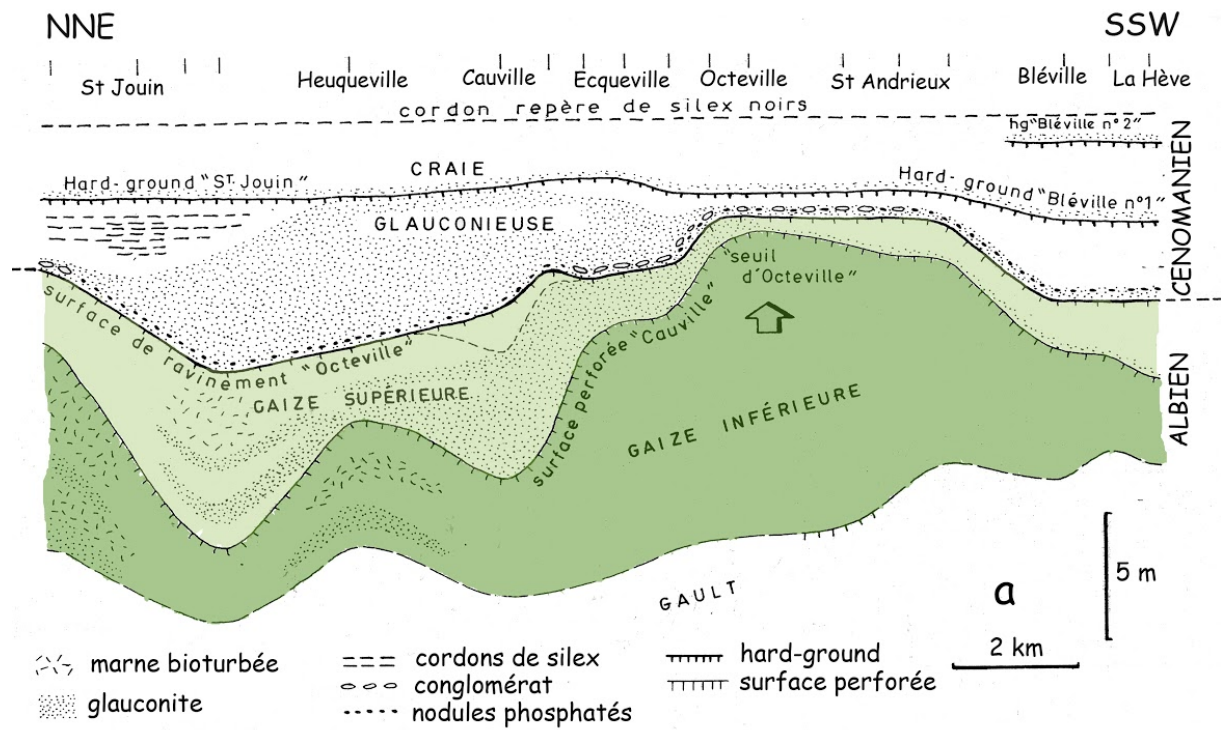 NNE
SSW
St Jouin
Heuqueville
Cauville
Ecqueville
Octeville
St Andrieux
Bléville
La Hève
cordon repère de silex noirs
hg "Bléville n° 2"
CRAIE
Hard-ground "St Jouin"
Hard-ground "Bléville n°1"
GLAUCONIEUSE
CENOMANIEN
"seuil
d'Octeville"
surface de ravinement "Octeville"
surface perforée "Cauville"
GAIZE SUPÉRIEURE
GAIZE INFÉRIEURE
ALBIEN
GAULT
a
5 m
2 km
marne bioturbée
glauconite
cordons de silex
conglomérat
nodules phosphatés
hard-ground
surface perforée